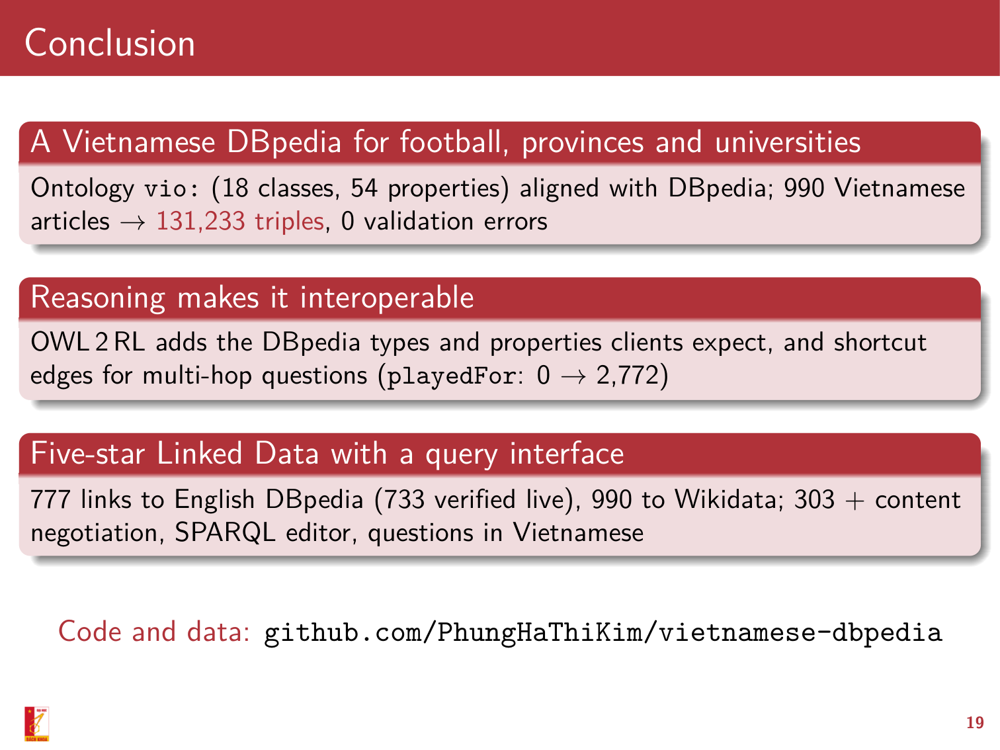 Conclusion
A Vietnamese DBpedia for football, provinces and universities
Ontology vio: (18 classes, 54 properties) aligned with DBpedia; 990 Vietnamese
articles → 131,233 triples, 0 validation errors
Reasoning makes it interoperable
OWL 2 RL adds the DBpedia types and properties clients expect, and shortcut
edges for multi-hop questions (playedFor: 0 → 2,772)
Five-star Linked Data with a query interface
777 links to English DBpedia (733 verified live), 990 to Wikidata; 303 + content
negotiation, SPARQL editor, questions in Vietnamese
Code and data: github.com/PhungHaThiKim/vietnamese-dbpedia
ĐẠI HỌC
BÁCH KHOA
19